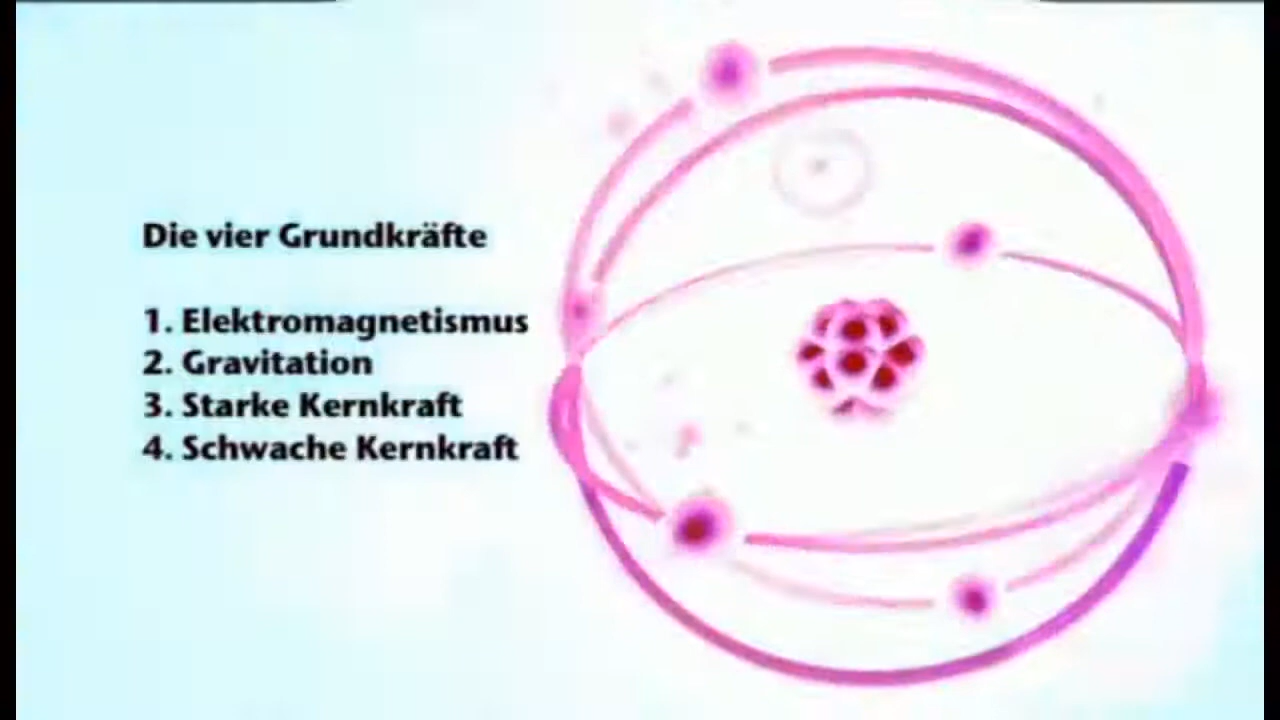 Die vier Grundkräfte
1. Elektromagnetismus
2. Gravitation
3. Starke Kernkraft
4. Schwache Kernkraft